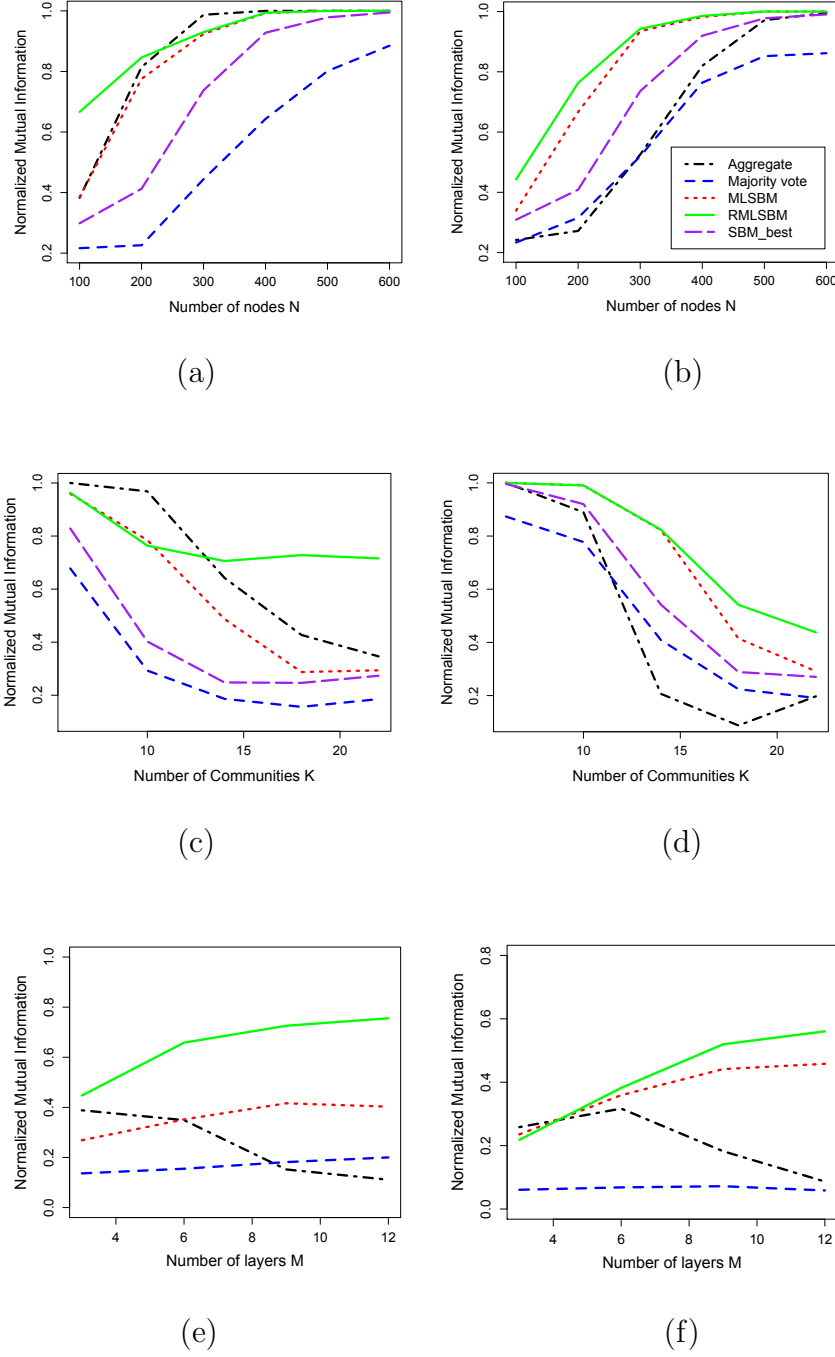 Normalized Mutual Information
0.2 0.4 0.6 0.8 1.0
100 200 300 400 500 600
Number of nodes N
(a)
Normalized Mutual Information
0.2 0.4 0.6 0.8 1.0
Aggregate
Majority vote
MLSBM
RMLSBM
SBM_best
100 200 300 400 500 600
Number of nodes N
(b)
Normalized Mutual Information
0.2 0.4 0.6 0.8 1.0
10 15 20
Number of Communities K
(c)
Normalized Mutual Information
0.2 0.4 0.6 0.8 1.0
10 15 20
Number of Communities K
(d)
Normalized Mutual Information
0.0 0.2 0.4 0.6 0.8 1.0
4 6 8 10 12
Number of layers M
(e)
Normalized Mutual Information
0.0 0.2 0.4 0.6 0.8
4 6 8 10 12
Number of layers M
(f)